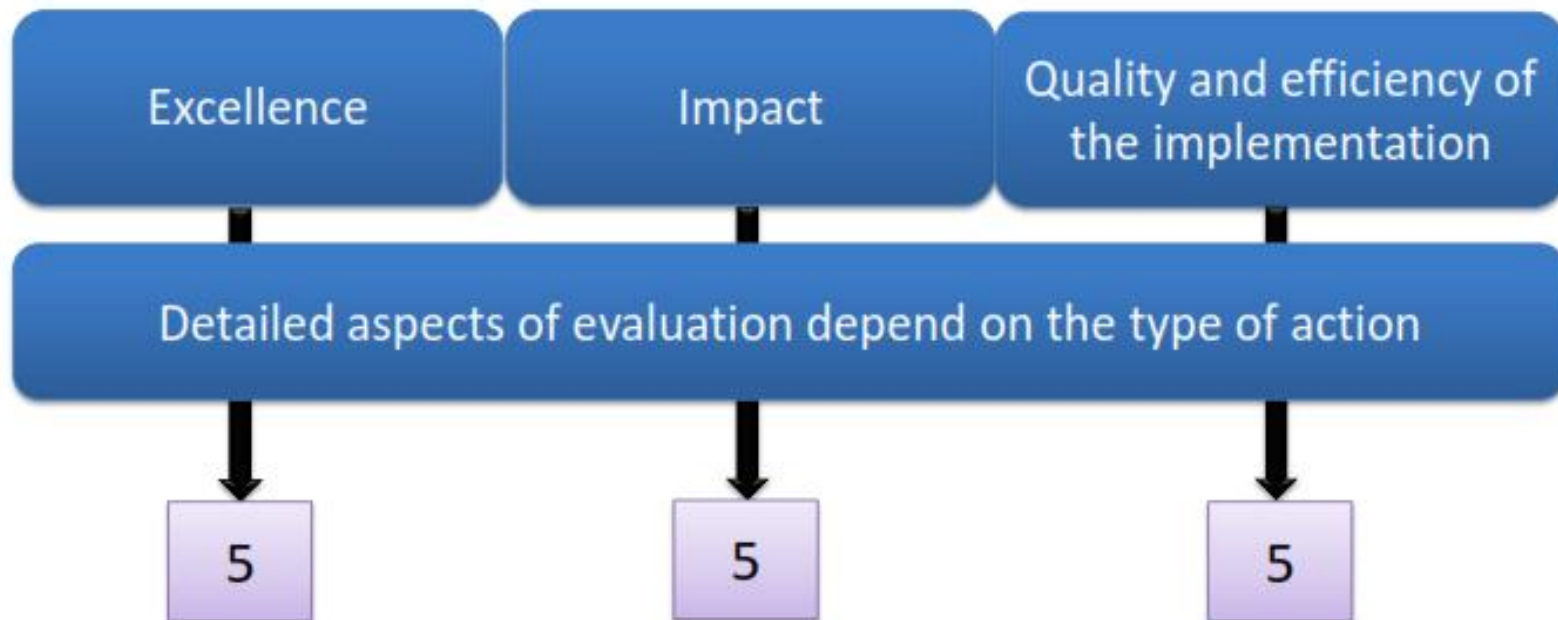 Excellence
Impact
Quality and efficiency of
the implementation
Detailed aspects of evaluation depend on the type of action
5
5
5